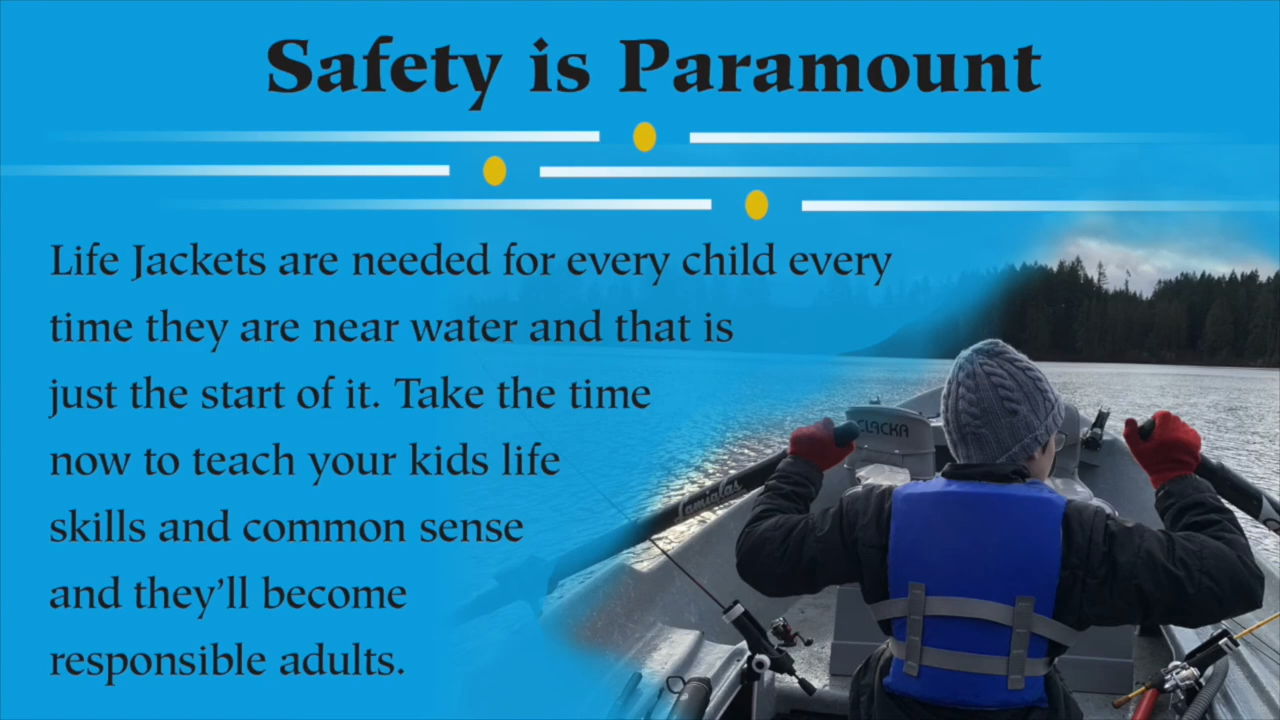 Safety is Paramount
Life Jackets are needed for every child every
time they are near water and that is
just the start of it. Take the time
now to teach your kids life
skills and common sense
and they’ll become
responsible adults.
CLACKA
Lamiglas